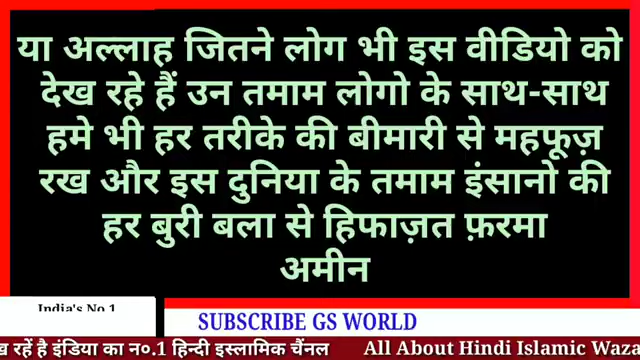 या अल्लाह जितने लोग भी इस वीडियो को
देख रहे हैं उन तमाम लोगो के साथ-साथ
हमे भी हर तरीके की बीमारी से महफूज़
रख और इस दुनिया के तमाम इंसानो की
हर बुरी बला से हिफाज़त फ़रमा
अमीन
India's No.1
SUBSCRIBE GS WORLD
रहें है इंडिया का न०.1 हिन्दी इस्लामिक चैंनल All About Hindi Islamic